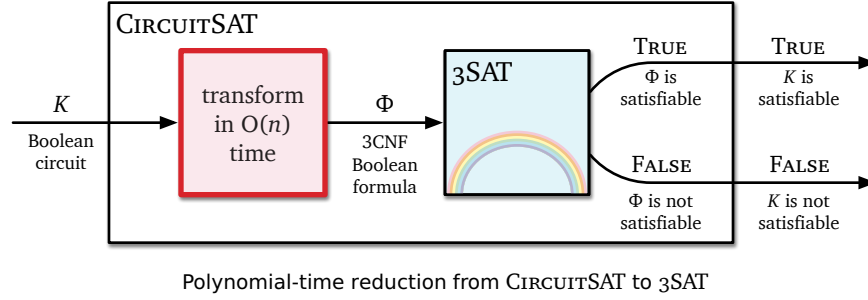 CIRCUITSAT
K
Boolean
circuit
transform
in O(n)
time
Φ
3CNF
Boolean
formula
3SAT
TRUE
Φ is
satisfiable
TRUE
K is
satisfiable
FALSE
Φ is not
satisfiable
FALSE
K is not
satisfiable
Polynomial-time reduction from CIRCUITSAT to 3SAT